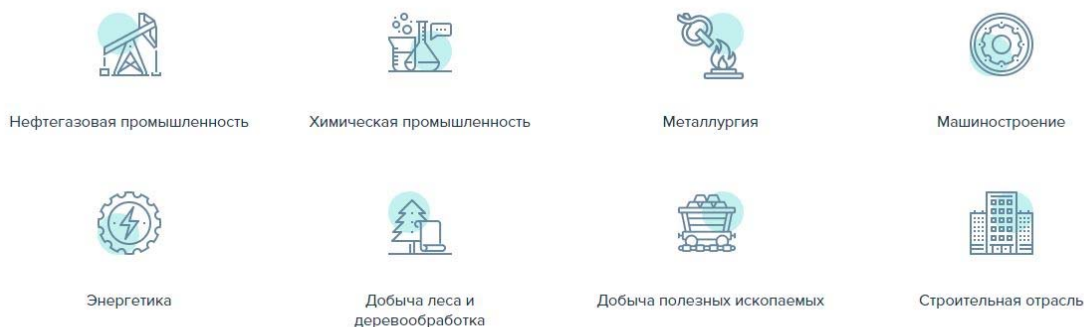 Нефтегазовая промышленность
Химическая промышленность
Металлургия
Машиностроение
Энергетика
Добыча леса и
деревообработка
Добыча полезных ископаемых
Строительная отрасль